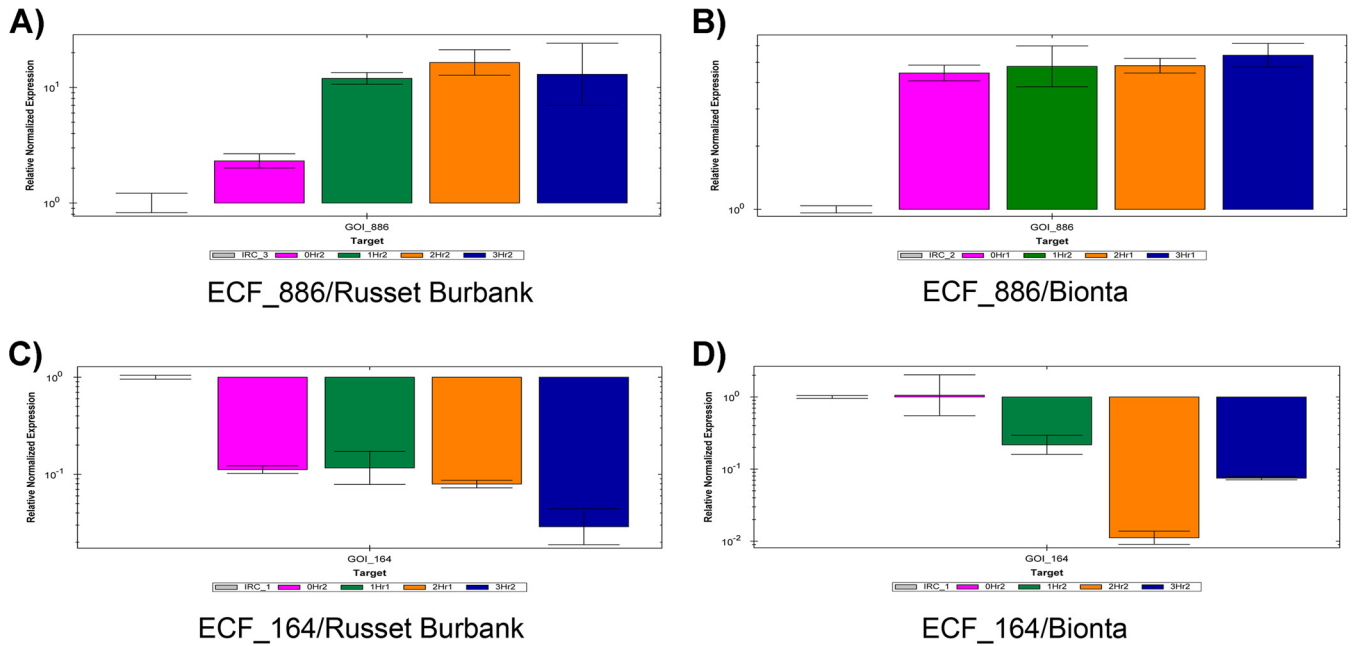 A)
Relative Normalized Expression
10¹
10⁰
GOI_886
Target
IRC_3 0Hr2 1Hr2 2Hr2 3Hr2
ECF_886/Russet Burbank
B)
Relative Normalized Expression
10⁰
GOI_886
Target
IRC_2 0Hr1 1Hr2 2Hr1 3Hr1
ECF_886/Bionta
C)
Relative Normalized Expression
10⁰
10⁻¹
GOI_164
Target
IRC_1 0Hr2 1Hr1 2Hr1 3Hr2
ECF_164/Russet Burbank
D)
Relative Normalized Expression
10⁰
10⁻¹
10⁻²
GOI_164
Target
IRC_1 0Hr2 1Hr2 2Hr2 3Hr2
ECF_164/Bionta